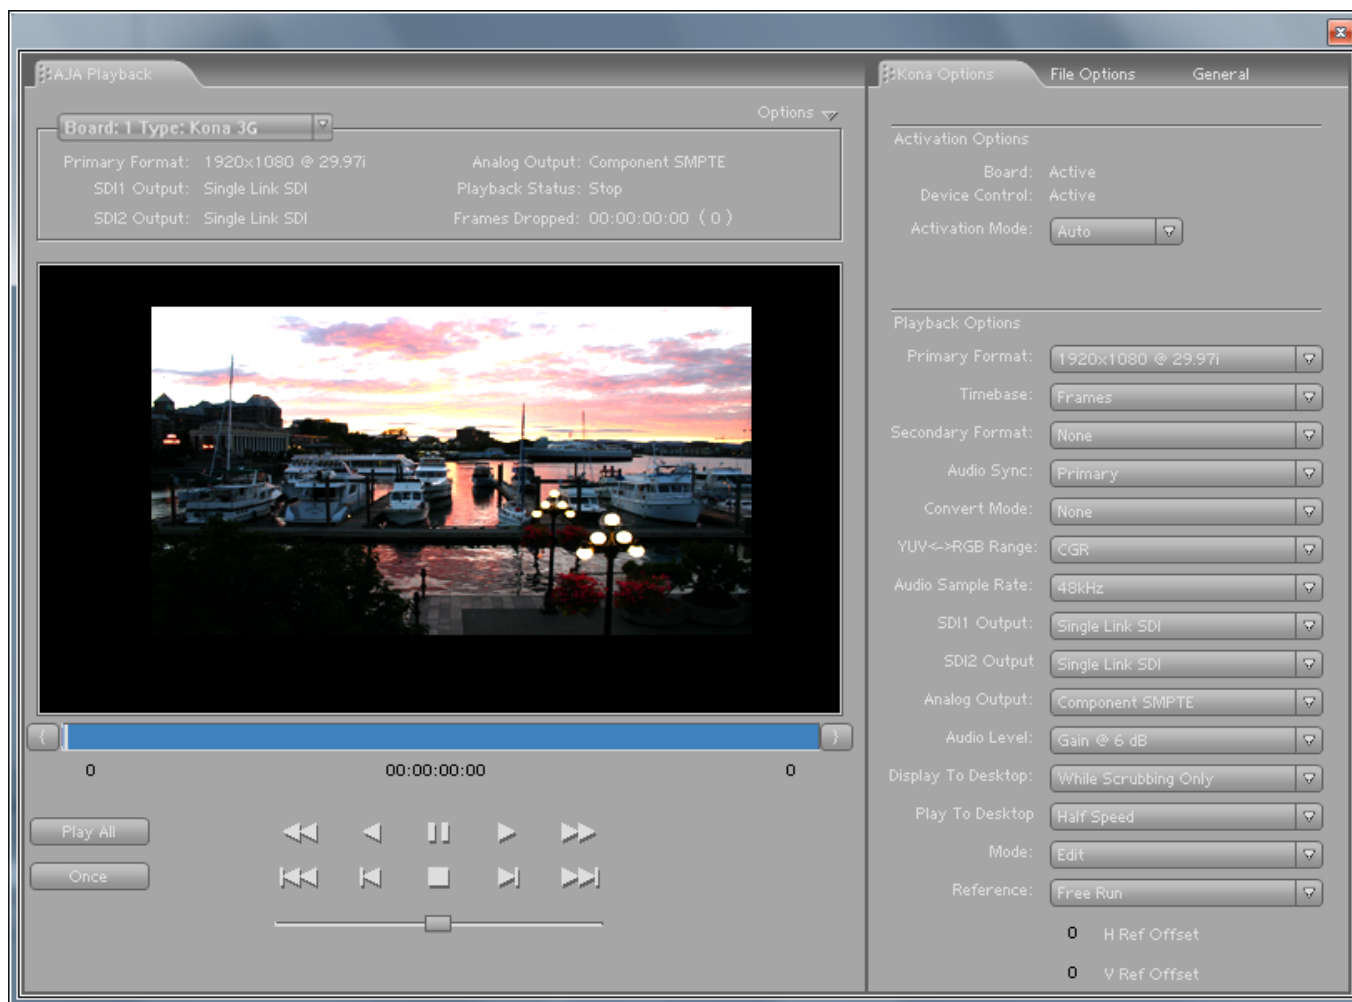 AJA Playback
Options
Board: 1 Type: Kona 3G
Primary Format: 1920x1080 @ 29.97i
Analog Output: Component SMPTE
SDI1 Output: Single Link SDI
Playback Status: Stop
SDI2 Output: Single Link SDI
Frames Dropped: 00:00:00:00 ( 0 )
{
}
0
00:00:00:00
0
Play All
Once
Kona Options
File Options
General
Activation Options
Board: Active
Device Control: Active
Activation Mode: Auto
Playback Options
Primary Format: 1920x1080 @ 29.97i
Timebase: Frames
Secondary Format: None
Audio Sync: Primary
Convert Mode: None
YUV<->RGB Range: CGR
Audio Sample Rate: 48kHz
SDI1 Output: Single Link SDI
SDI2 Output Single Link SDI
Analog Output: Component SMPTE
Audio Level: Gain @ 6 dB
Display To Desktop: While Scrubbing Only
Play To Desktop Half Speed
Mode: Edit
Reference: Free Run
0 H Ref Offset
0 V Ref Offset